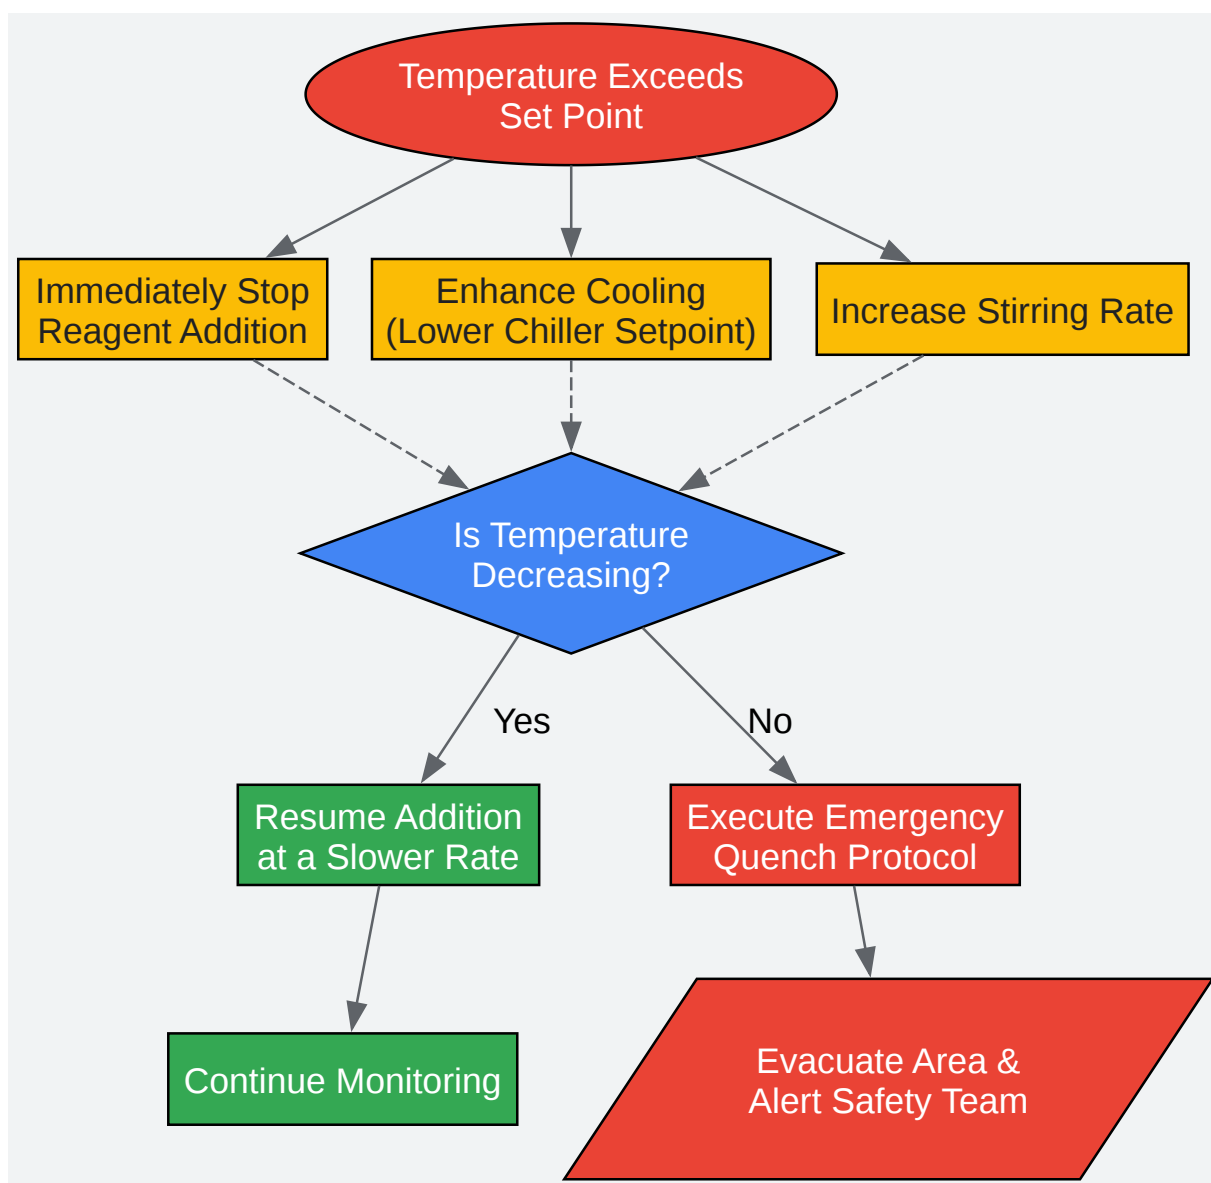 Temperature Exceeds
Set Point
Immediately Stop
Reagent Addition
Enhance Cooling
(Lower Chiller Setpoint)
Increase Stirring Rate
Is Temperature
Decreasing?
Yes
No
Resume Addition
at a Slower Rate
Execute Emergency
Quench Protocol
Continue Monitoring
Evacuate Area &
Alert Safety Team